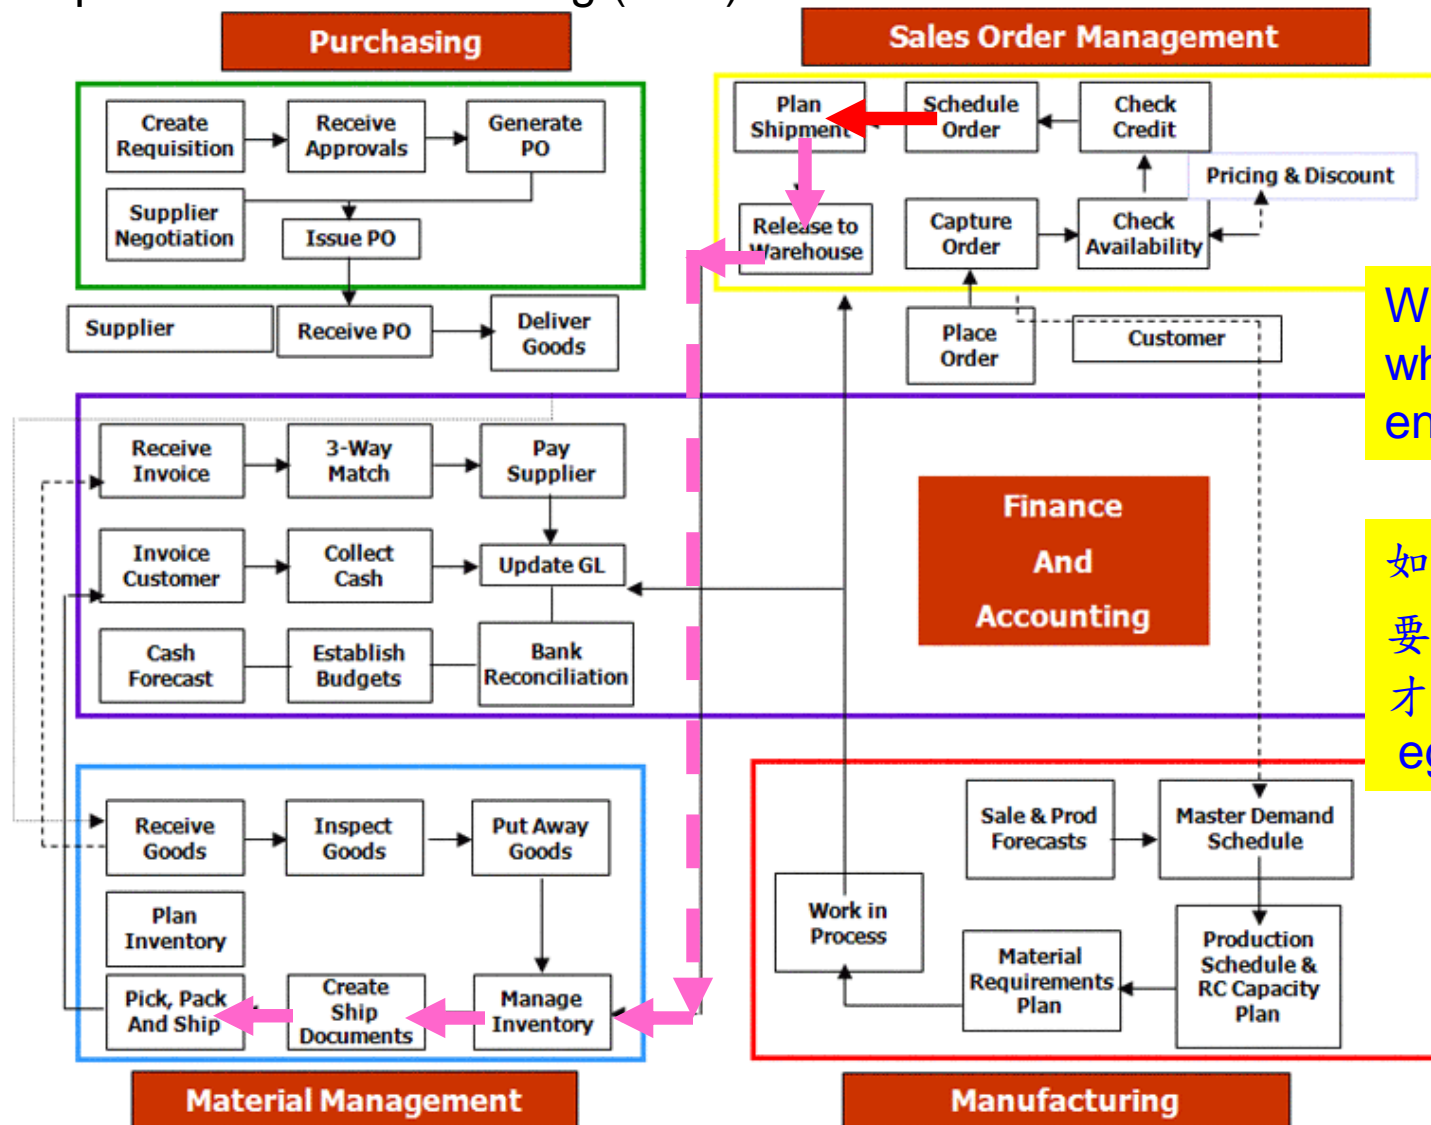 Purchasing
Sales Order Management
Create
Requisition
Receive
Approvals
Generate
PO
Supplier
Negotiation
Issue PO
Plan
Shipment
Schedule
Order
Check
Credit
Pricing & Discount
Release to
Warehouse
Capture
Order
Check
Availability
Supplier
Receive PO
Deliver
Goods
Place
Order
Customer
Receive
Invoice
3-Way
Match
Pay
Supplier
Invoice
Customer
Collect
Cash
Update GL
Cash
Forecast
Establish
Budgets
Bank
Reconciliation
Finance
And
Accounting
如
要
才
Receive
Goods
Inspect
Goods
Put Away
Goods
Plan
Inventory
Pick, Pack
And Ship
Create
Ship
Documents
Manage
Inventory
Sale & Prod
Forecasts
Master Demand
Schedule
Work in
Process
Material
Requirements
Plan
Production
Schedule &
RC Capacity
Plan
Material Management
Manufacturing